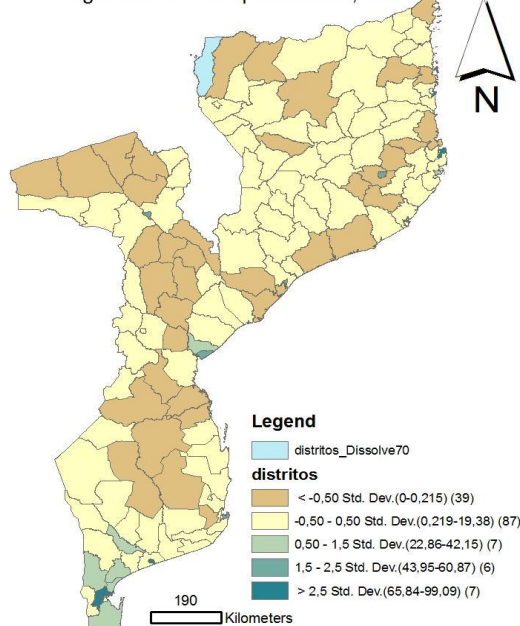 N
Legend
distritos_Dissolve70
distritos
< -0,50 Std. Dev.(0-0,215) (39)
-0,50 - 0,50 Std. Dev.(0,219-19,38) (87)
0,50 - 1,5 Std. Dev.(22,86-42,15) (7)
1,5 - 2,5 Std. Dev.(43,95-60,87) (6)
> 2,5 Std. Dev.(65,84-99,09) (7)
190
Kilometers